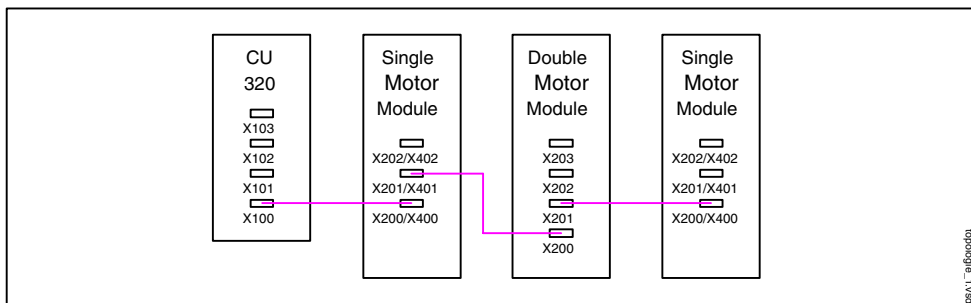 CU
320
X103
X102
X101
X100
Single
Motor
Module
X202/X402
X201/X401
X200/X400
Double
Motor
Module
X203
X202
X201
X200
Single
Motor
Module
X202/X402
X201/X401
X200/X400